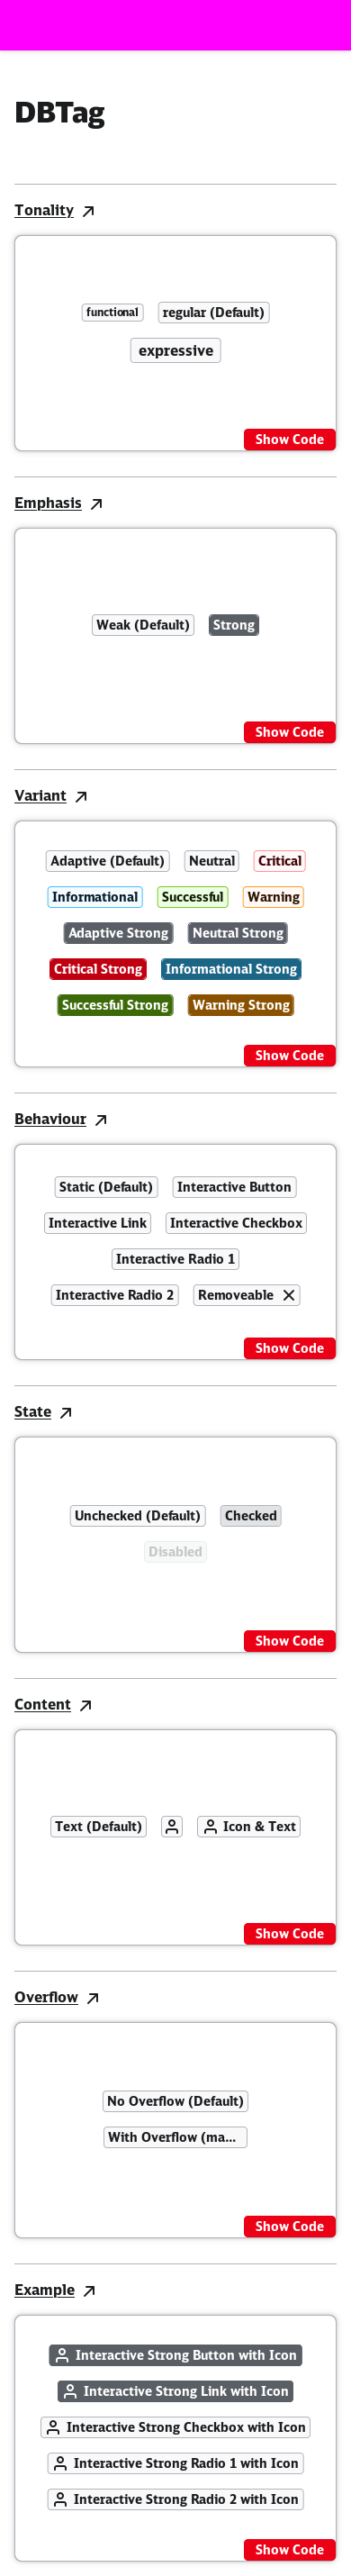 DBTag
Tonality
functional regular (Default)
expressive
Show Code
Emphasis
Weak (Default) Strong
Show Code
Variant
Adaptive (Default) Neutral Critical
Informational Successful Warning
Adaptive Strong Neutral Strong
Critical Strong Informational Strong
Successful Strong Warning Strong
Show Code
Behaviour
Static (Default) Interactive Button
Interactive Link Interactive Checkbox
Interactive Radio 1
Interactive Radio 2 Removeable
Show Code
State
Unchecked (Default) Checked
Disabled
Show Code
Content
Text (Default) Icon & Text
Show Code
Overflow
No Overflow (Default)
With Overflow (ma...
Show Code
Example
Interactive Strong Button with Icon
Interactive Strong Link with Icon
Interactive Strong Checkbox with Icon
Interactive Strong Radio 1 with Icon
Interactive Strong Radio 2 with Icon
Show Code